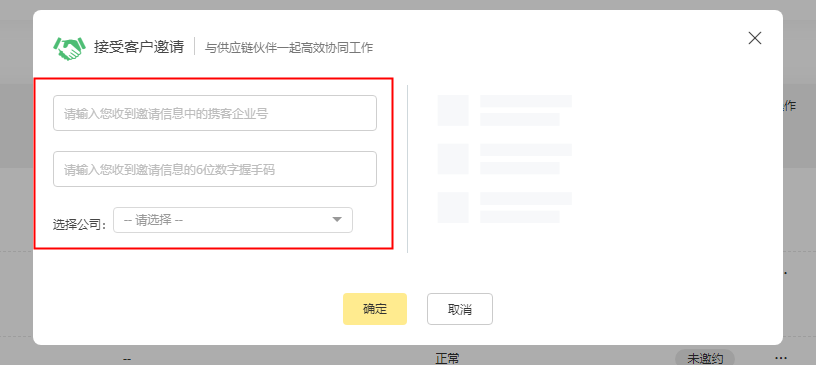 接受客户邀请 与供应链伙伴一起高效协同工作
请输入您收到邀请信息中的携客企业号
作
请输入您收到邀请信息的6位数字握手码
选择公司: -- 请选择 --
确定 取消
-- 正常 未邀约 ...